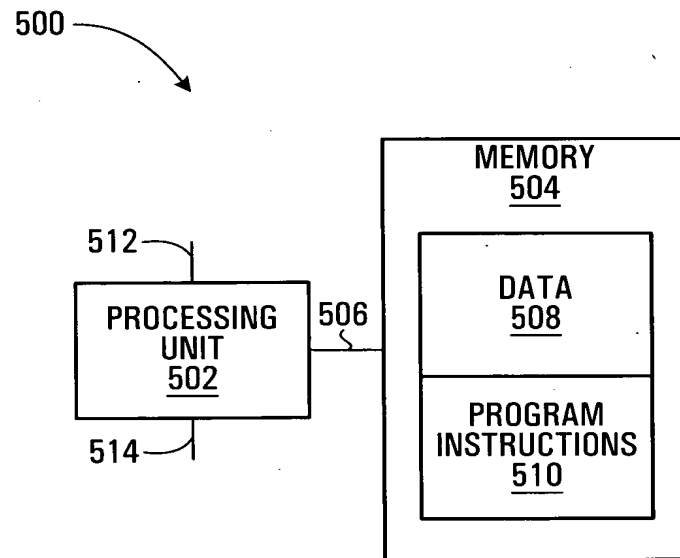 500
MEMORY
504
512
DATA
508
506
PROCESSING
UNIT
502
PROGRAM
INSTRUCTIONS
510
514